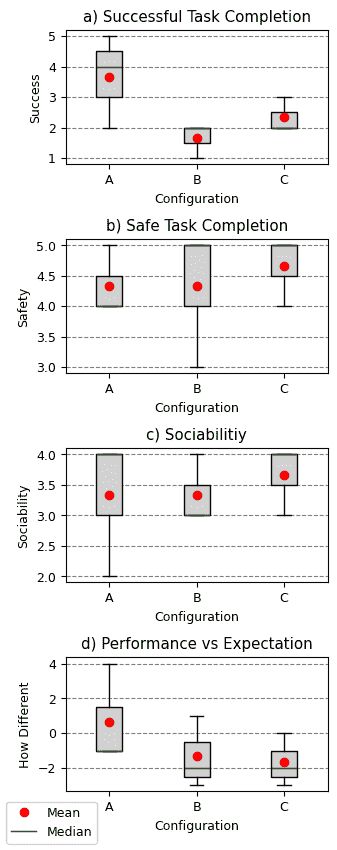 a) Successful Task Completion
5
4
3
2
1
Success
A B C
Configuration
b) Safe Task Completion
5.0
4.5
4.0
3.5
3.0
Safety
A B C
Configuration
c) Sociabilitiy
4.0
3.5
3.0
2.5
2.0
Sociability
A B C
Configuration
d) Performance vs Expectation
4
2
0
−2
How Different
A B C
Configuration
Mean
Median